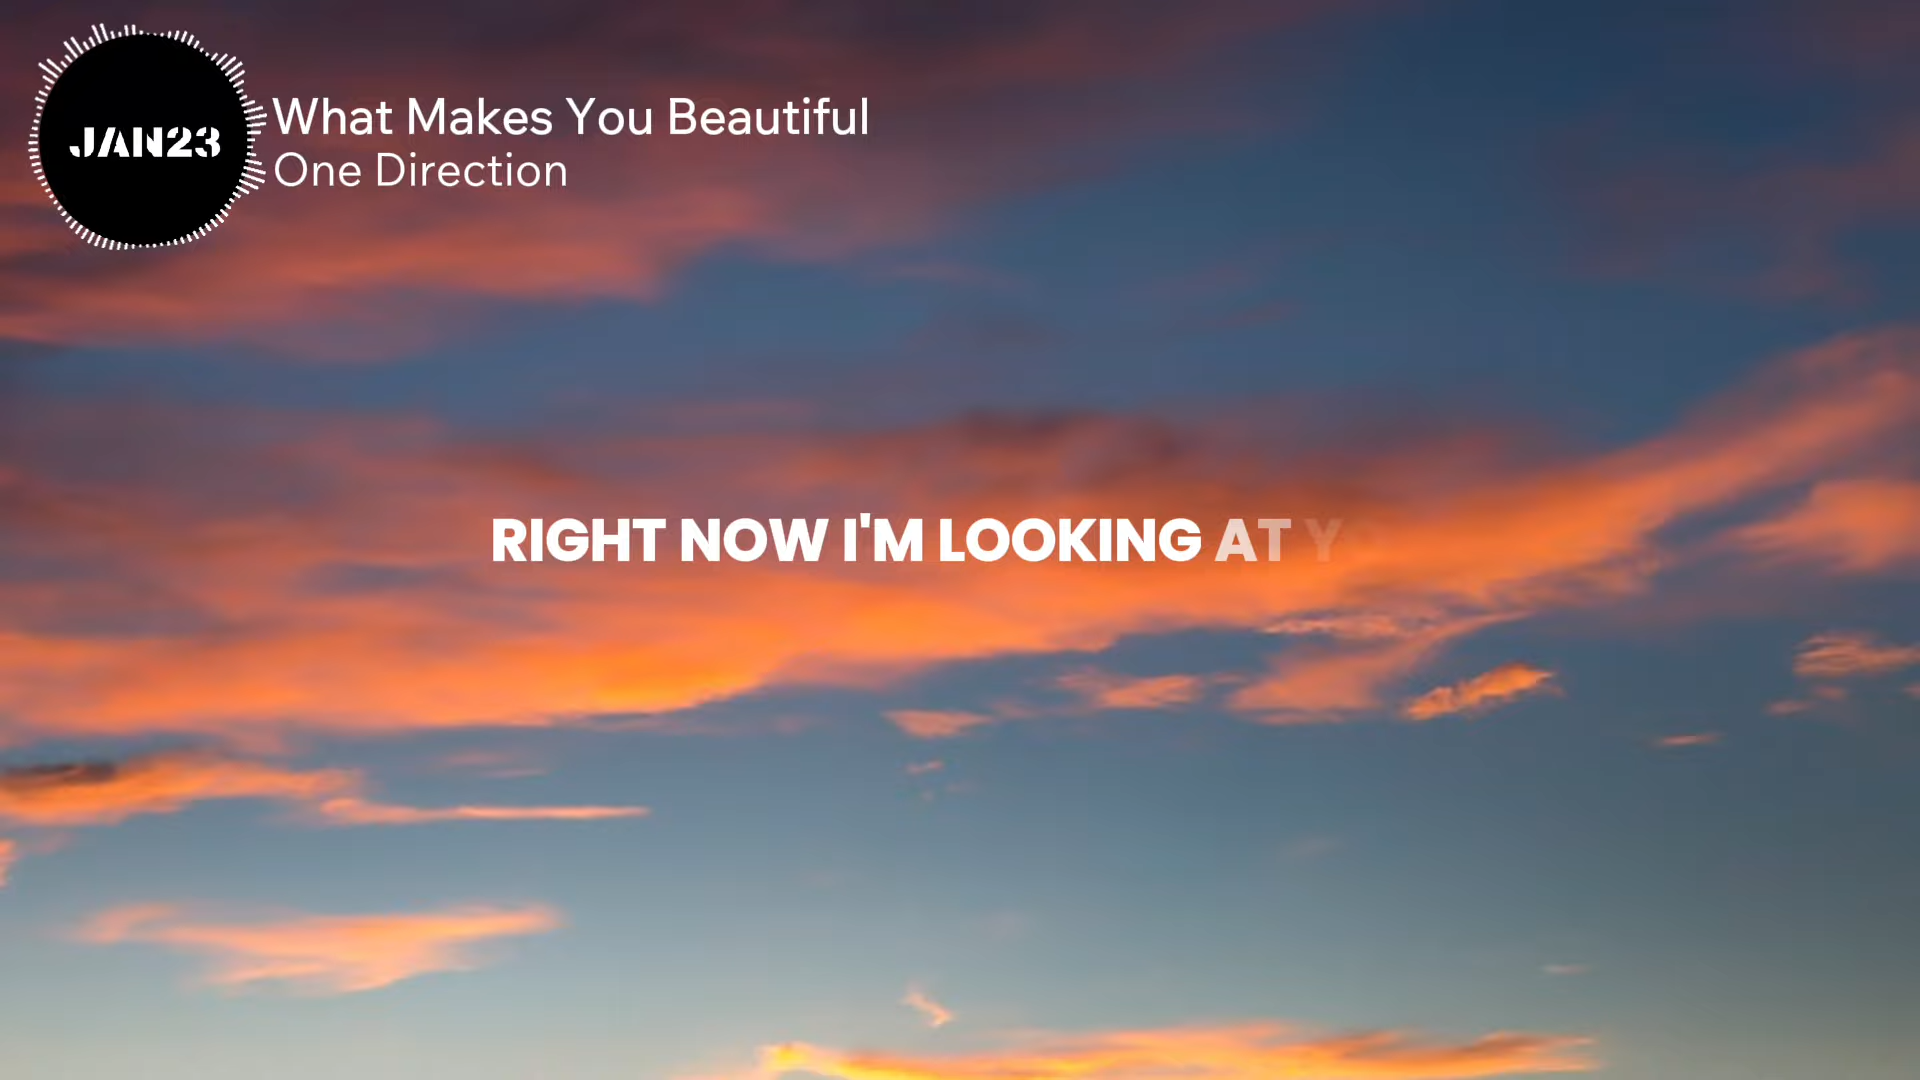 JAN23
What Makes You Beautiful
One Direction
RIGHT NOW I'M LOOKING AT Y